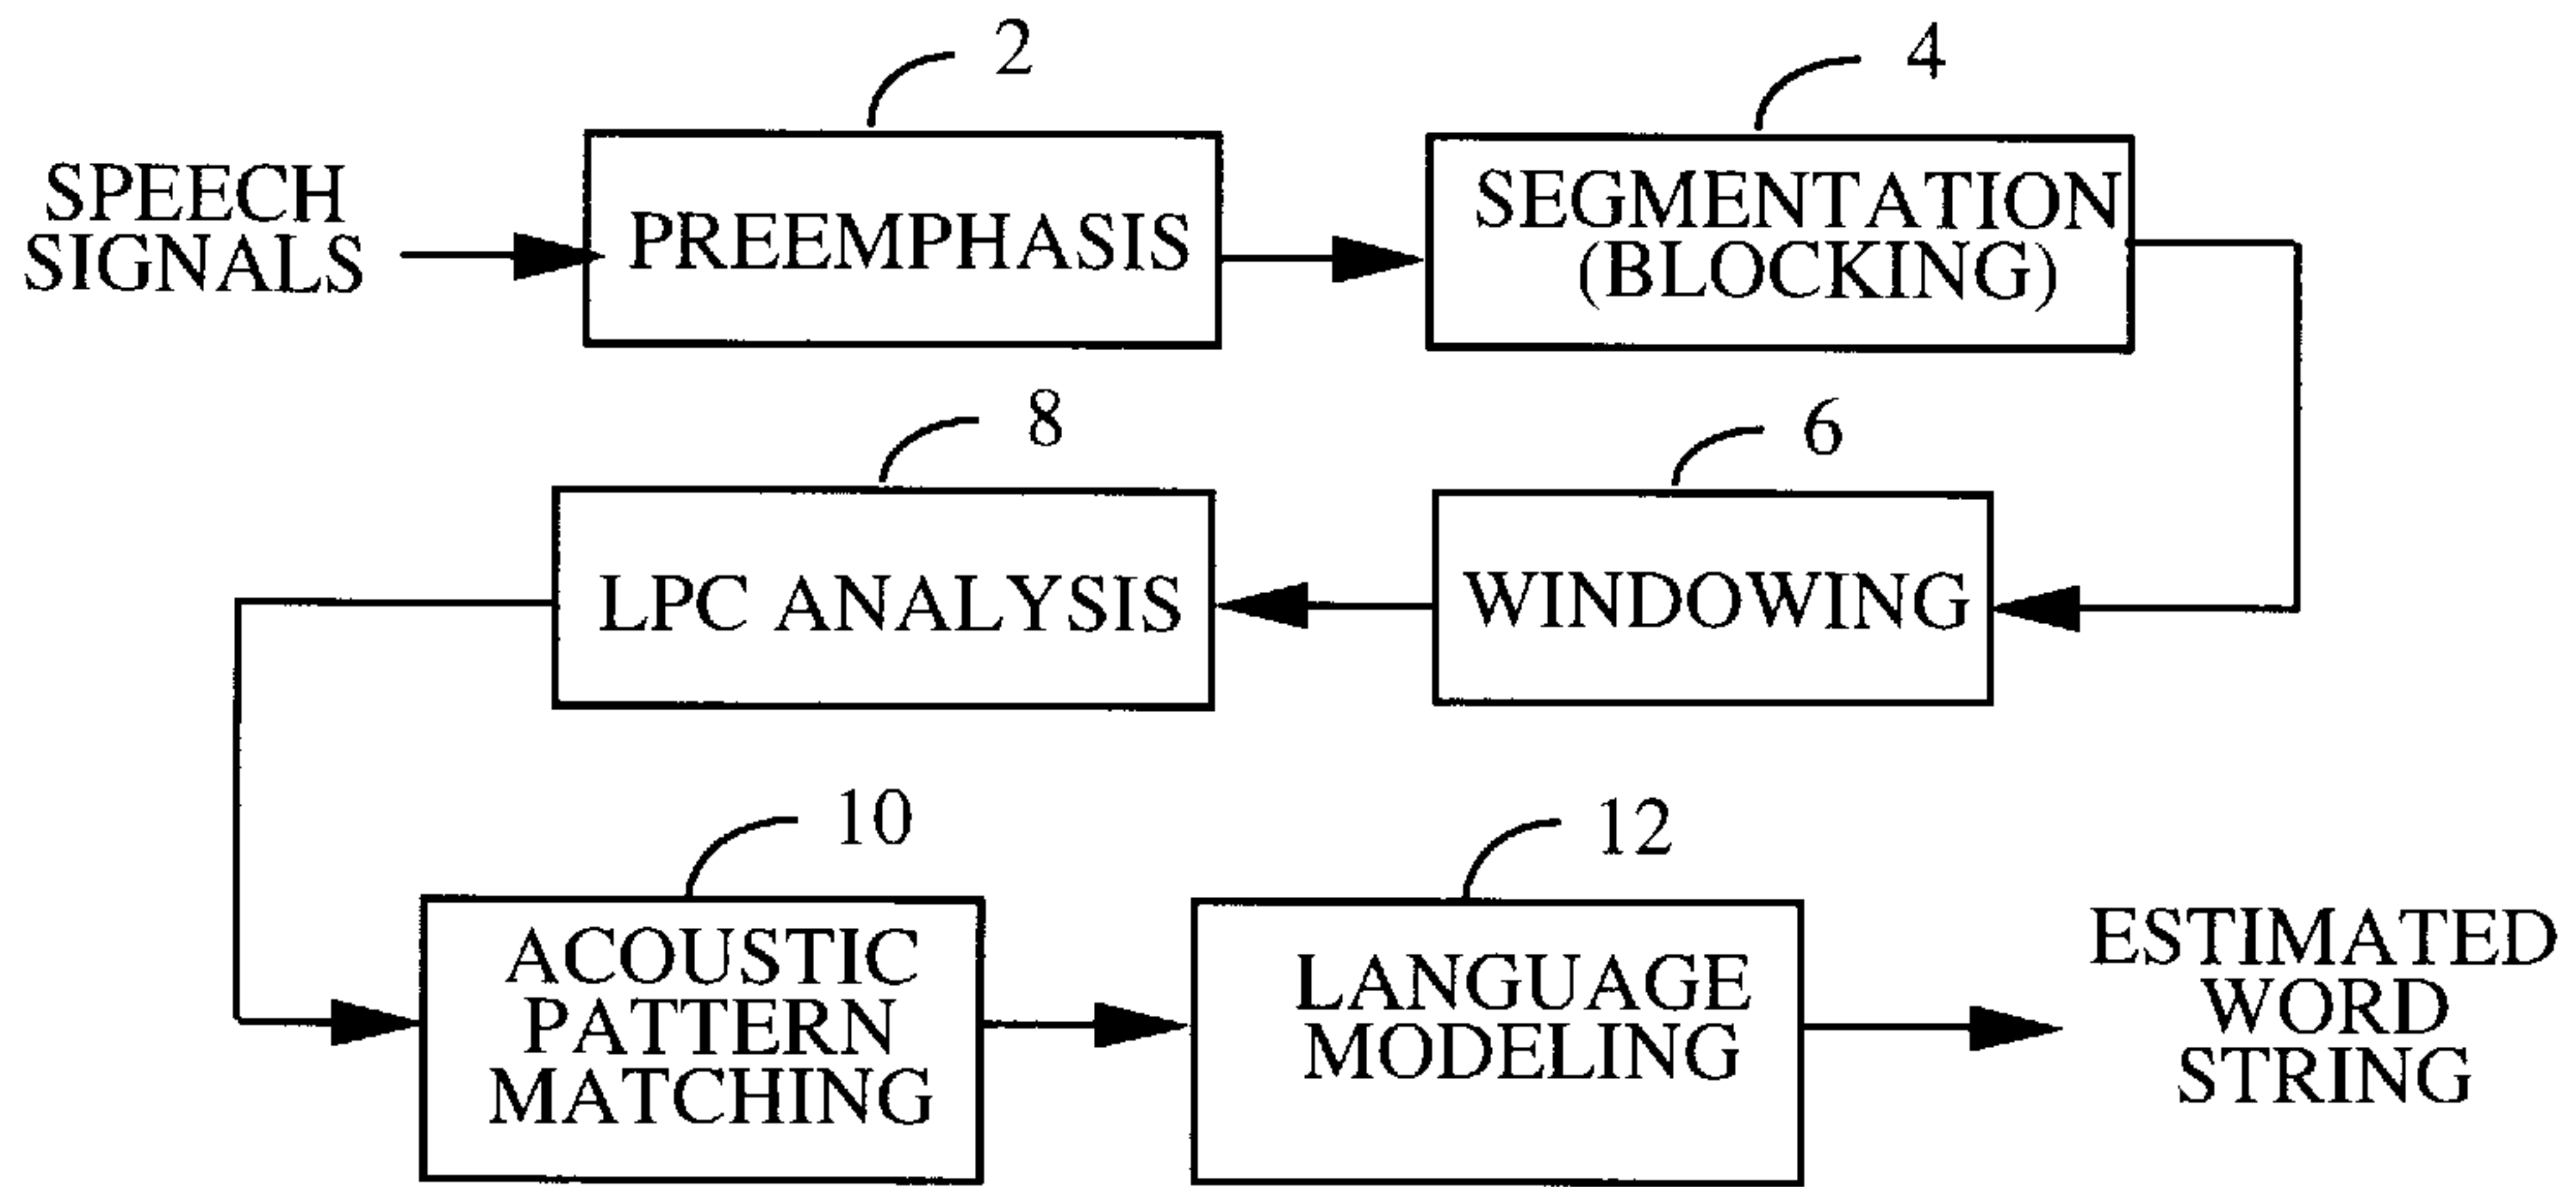 2
4
SPEECH
SIGNALS
PREEMPHASIS
SEGMENTATION
(BLOCKING)
8
6
LPC ANALYSIS
WINDOWING
10
12
ACOUSTIC
PATTERN
MATCHING
LANGUAGE
MODELING
ESTIMATED
WORD
STRING